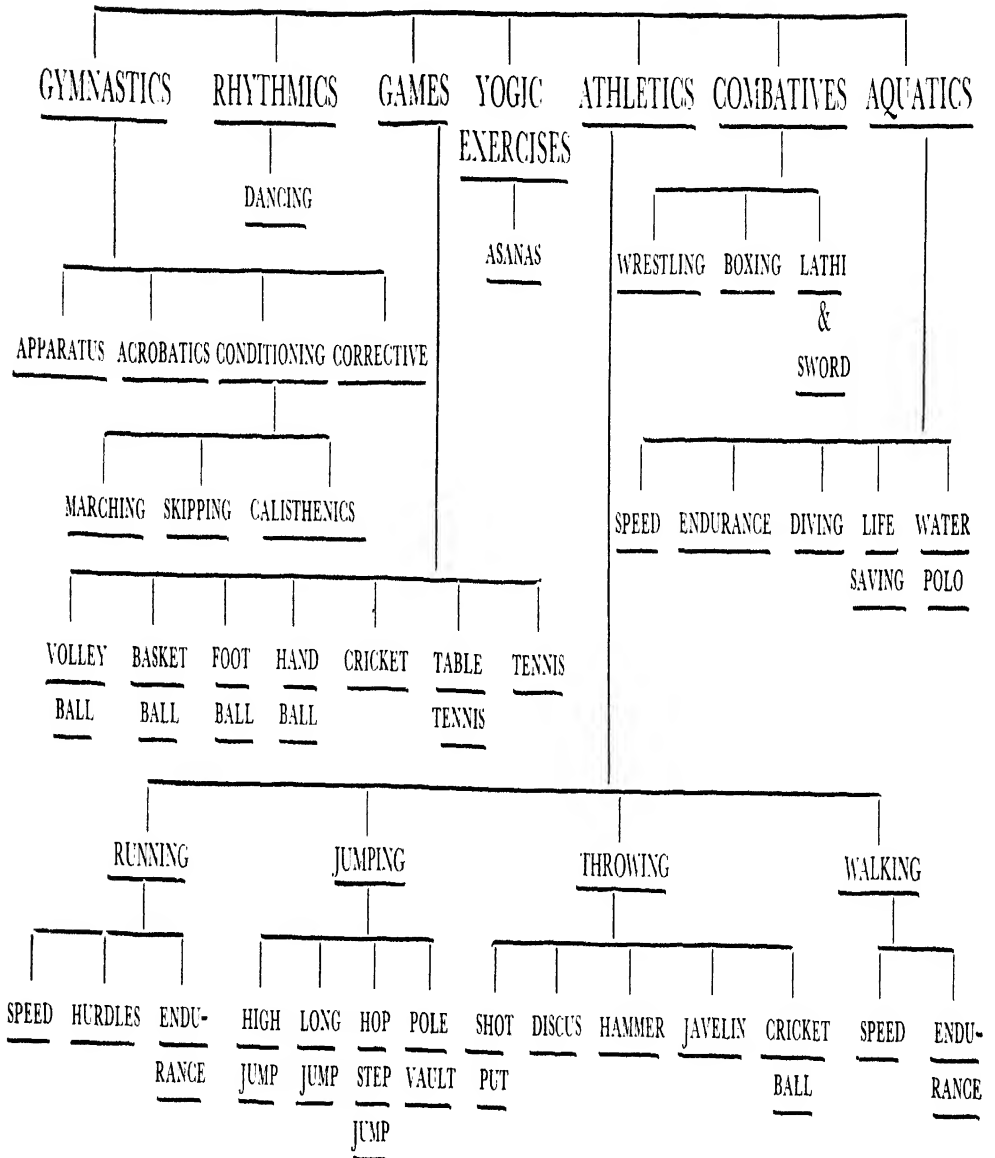 GYMNASTICS RHYTHMICS GAMES YOGIC EXERCISES ATHLETICS COMBATIVES AQUATICS
DANCING
ASANAS
WRESTLING BOXING LATHI & SWORD
APPARATUS ACROBATICS CONDITIONING CORRECTIVE
MARCHING SKIPPING CALISTHENICS
SPEED ENDURANCE DIVING LIFE SAVING WATER POLO
VOLLEY BALL BASKET BALL FOOT BALL HAND BALL CRICKET TABLE TENNIS TENNIS
RUNNING JUMPING THROWING WALKING
SPEED HURDLES ENDU-
RANCE
HIGH JUMP LONG JUMP HOP STEP JUMP POLE VAULT
SHOT PUT DISCUS HAMMER JAVELIN CRICKET BALL
SPEED ENDU-
RANCE